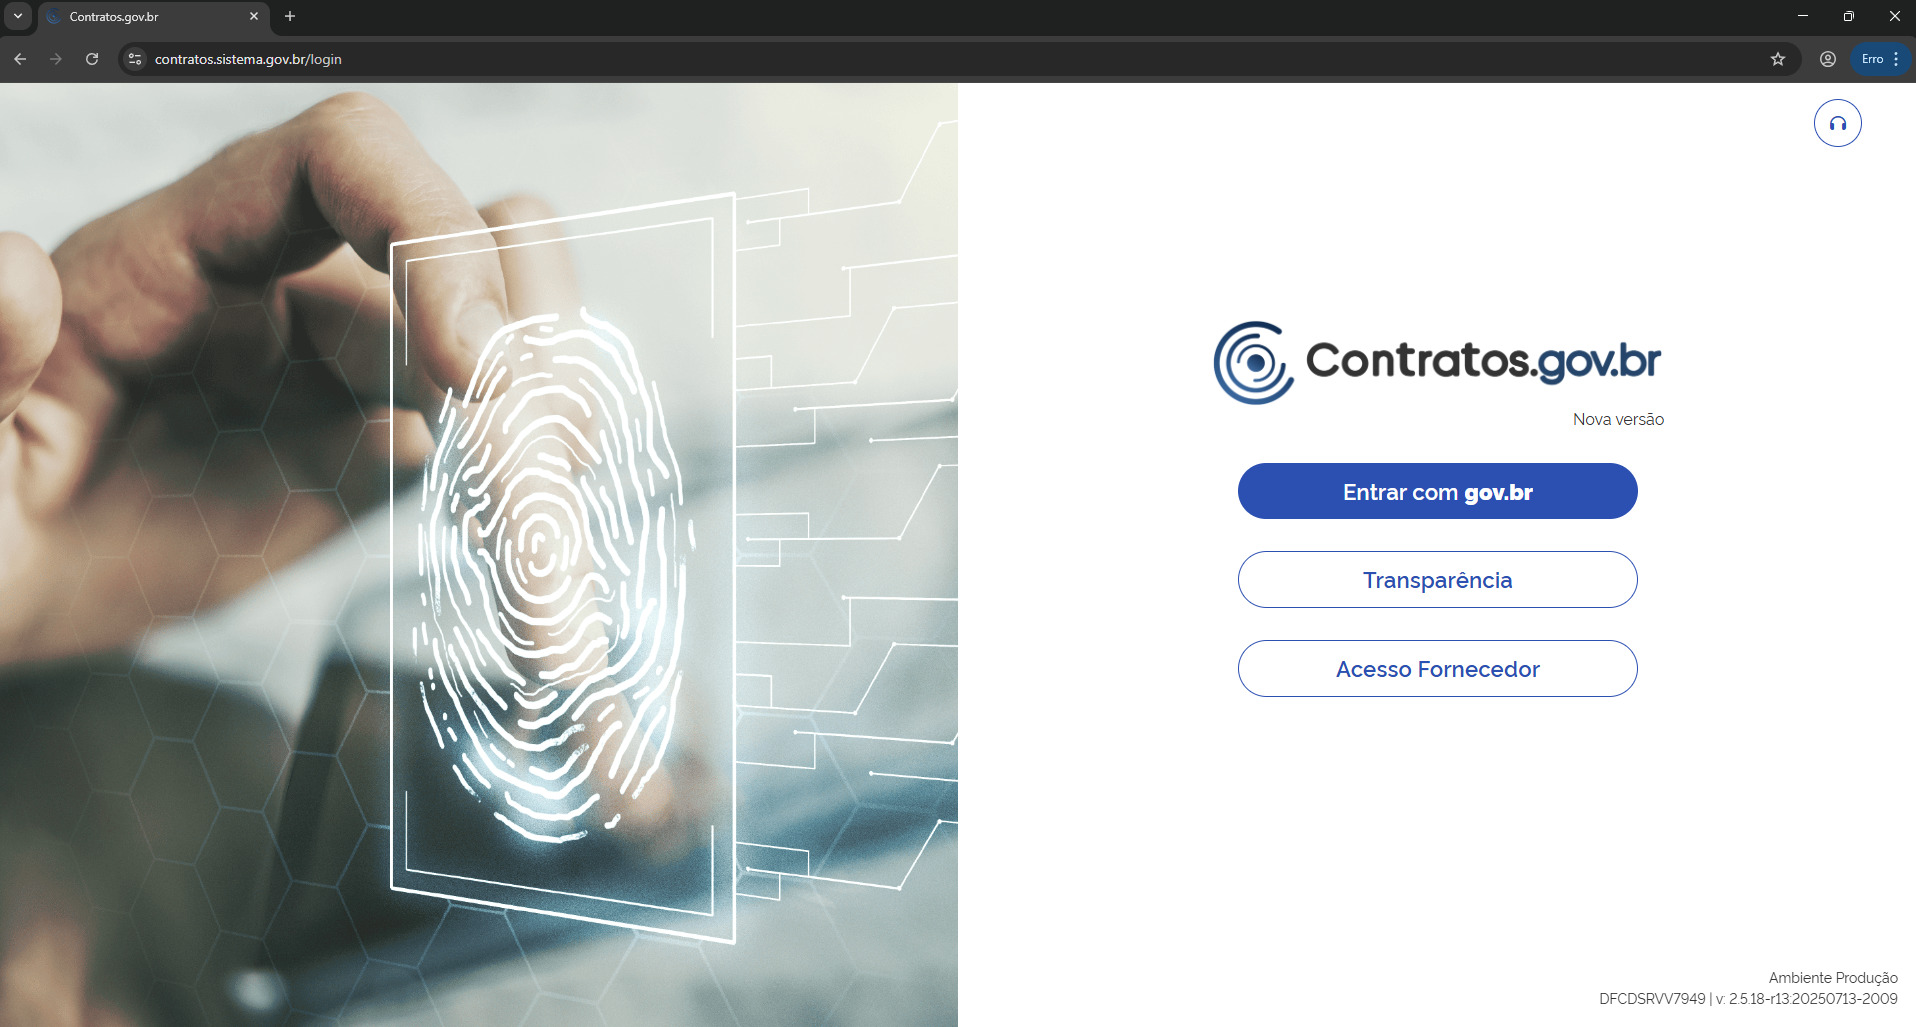 Contratos.gov.br
contratos.sistema.gov.br/login
Erro
Contratos.gov.br
Nova versão
Entrar com gov.br
Transparência
Acesso Fornecedor
Ambiente Produção
DFCDSRVV7949 | v: 2.5.18-r13:20250713-2009